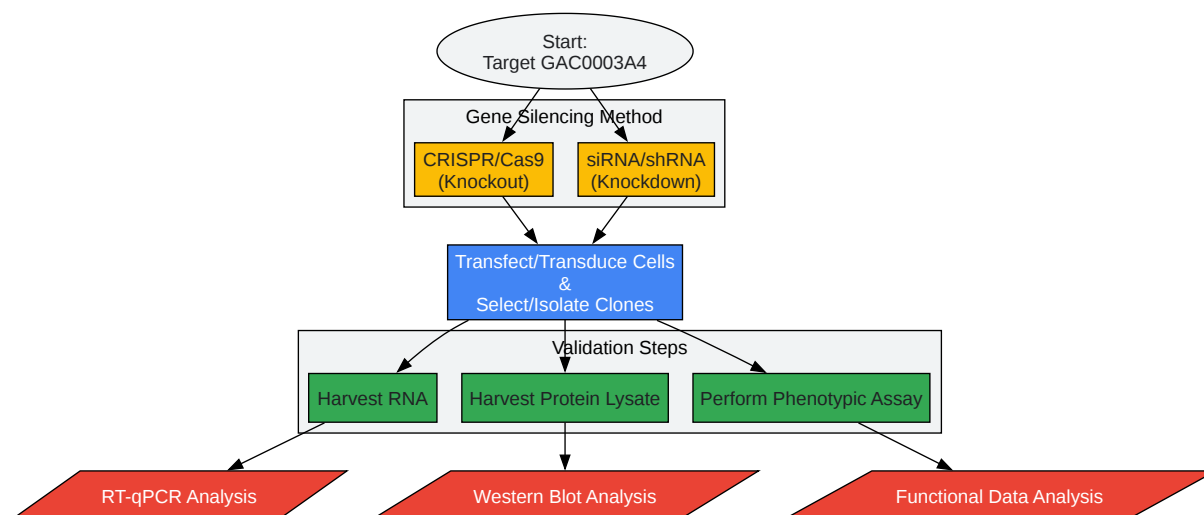 Start:
Target GAC0003A4
Gene Silencing Method
CRISPR/Cas9
(Knockout)
siRNA/shRNA
(Knockdown)
Transfect/Transduce Cells
&
Select/Isolate Clones
Validation Steps
Harvest RNA
Harvest Protein Lysate
Perform Phenotypic Assay
RT-qPCR Analysis
Western Blot Analysis
Functional Data Analysis